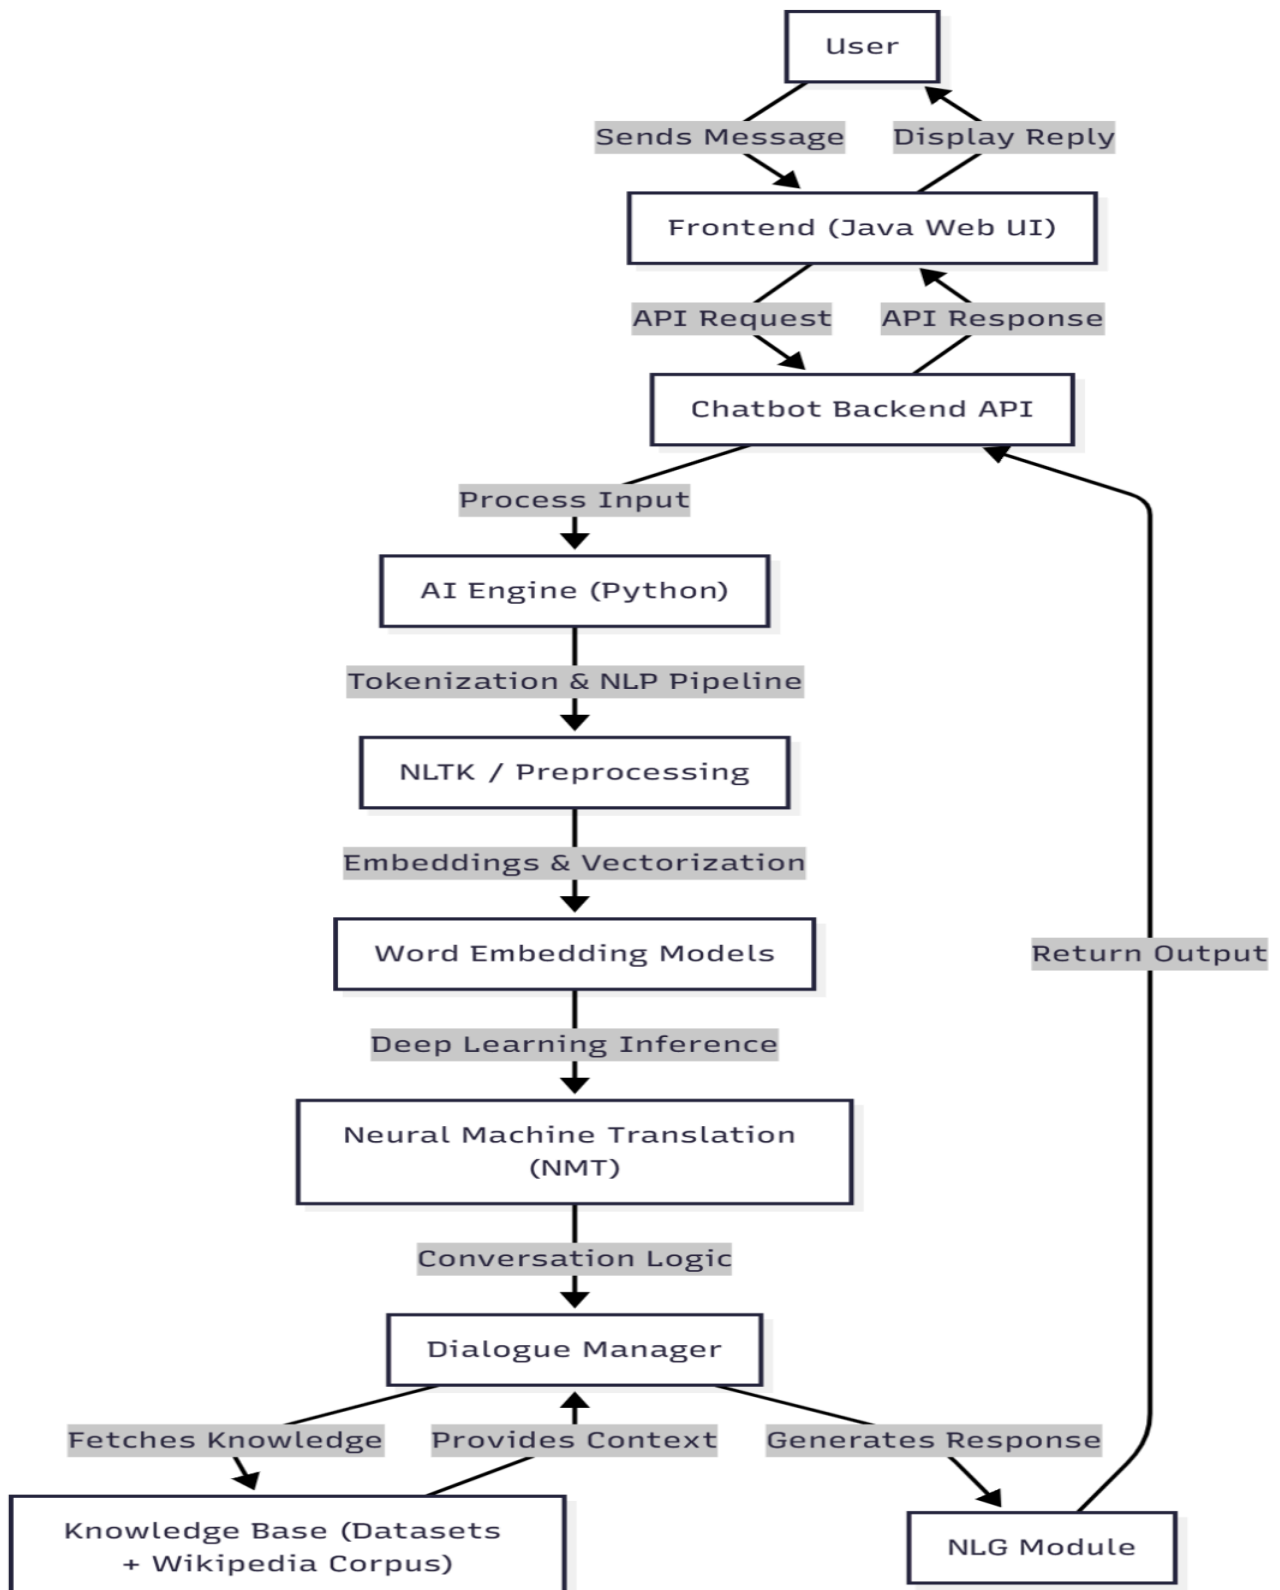 User
Sends Message
Display Reply
Frontend (Java Web UI)
API Request
API Response
Chatbot Backend API
Process Input
AI Engine (Python)
Tokenization & NLP Pipeline
NLTK / Preprocessing
Embeddings & Vectorization
Word Embedding Models
Return Output
Deep Learning Inference
Neural Machine Translation
(NMT)
Conversation Logic
Dialogue Manager
Fetches Knowledge
Provides Context
Generates Response
Knowledge Base (Datasets
+ Wikipedia Corpus)
NLG Module